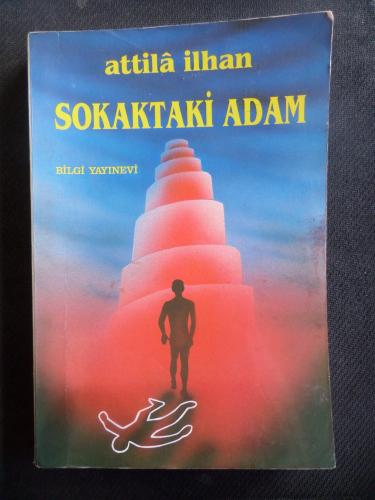 attilâ ilhan
SOKAKTAKİ ADAM
BİLGİ YAYINEVİ